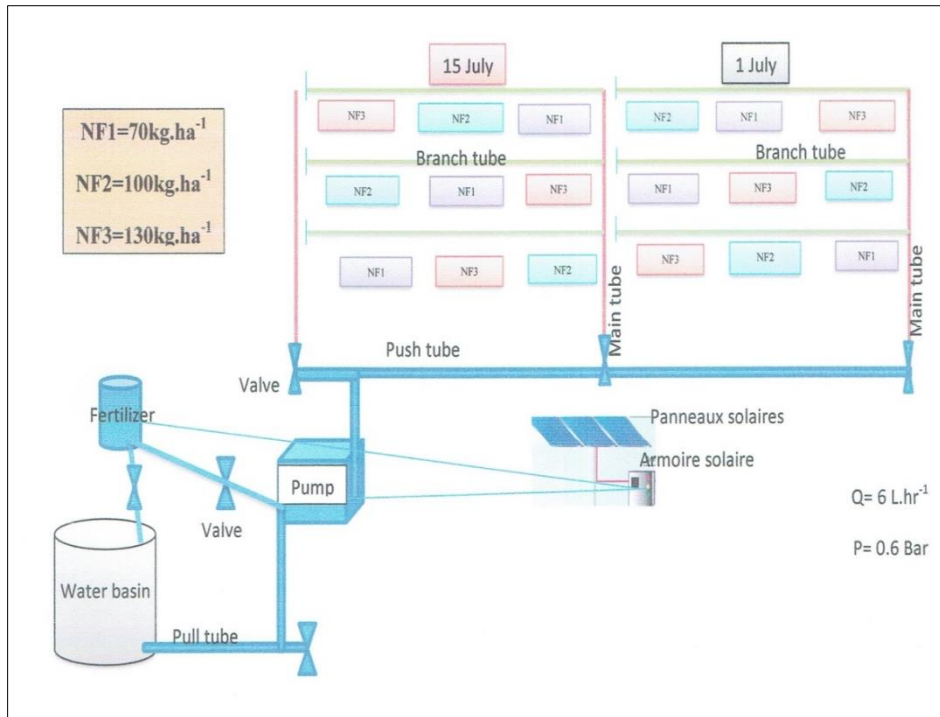 15 July
1 July
NF1=70kg.ha⁻¹
NF2=100kg.ha⁻¹
NF3=130kg.ha⁻¹
NF3 NF2 NF1 NF2 NF1 NF3
Branch tube Branch tube
NF2 NF1 NF3 NF1 NF3 NF2
NF1 NF3 NF2 NF3 NF2 NF1
Main tube
Main tube
Push tube
Valve
Fertilizer
Panneaux solaires
Armoire solaire
Pump
Valve
Q= 6 L.hr⁻¹
P= 0.6 Bar
Water basin
Pull tube